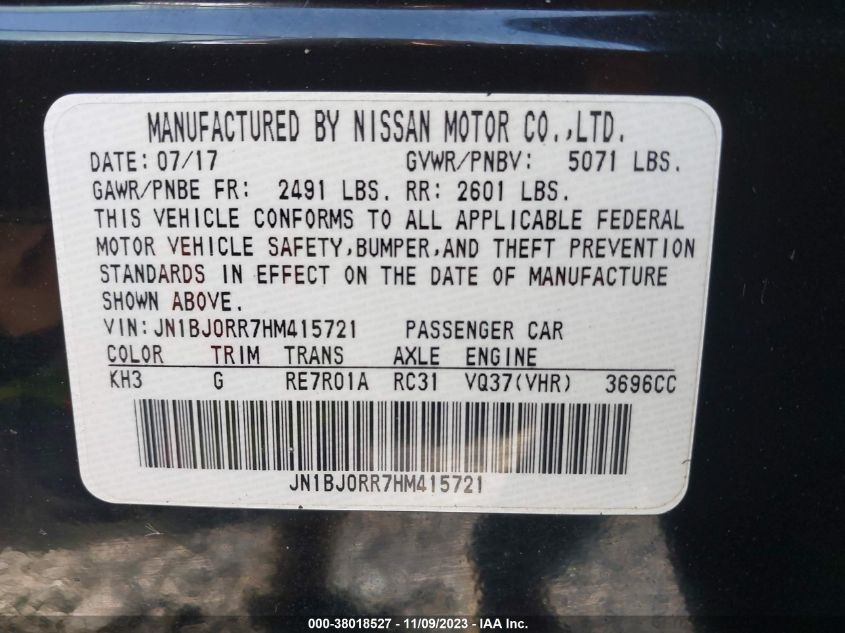 MANUFACTURED BY NISSAN MOTOR CO.,LTD.
DATE: 07/17 GVWR/PNBV: 5071 LBS.
GAWR/PNBE FR: 2491 LBS. RR: 2601 LBS.
THIS VEHICLE CONFORMS TO ALL APPLICABLE FEDERAL
MOTOR VEHICLE SAFETY,BUMPER,AND THEFT PREVENTION
STANDARDS IN EFFECT ON THE DATE OF MANUFACTURE
SHOWN ABOVE.
VIN:JN1BJ0RR7HM415721 PASSENGER CAR
COLOR TRIM TRANS AXLE ENGINE
KH3 G RE7R01A RC31 VQ37(VHR) 3696CC
JN1BJ0RR7HM415721
000-38018527 - 11/09/2023 - IAA Inc.